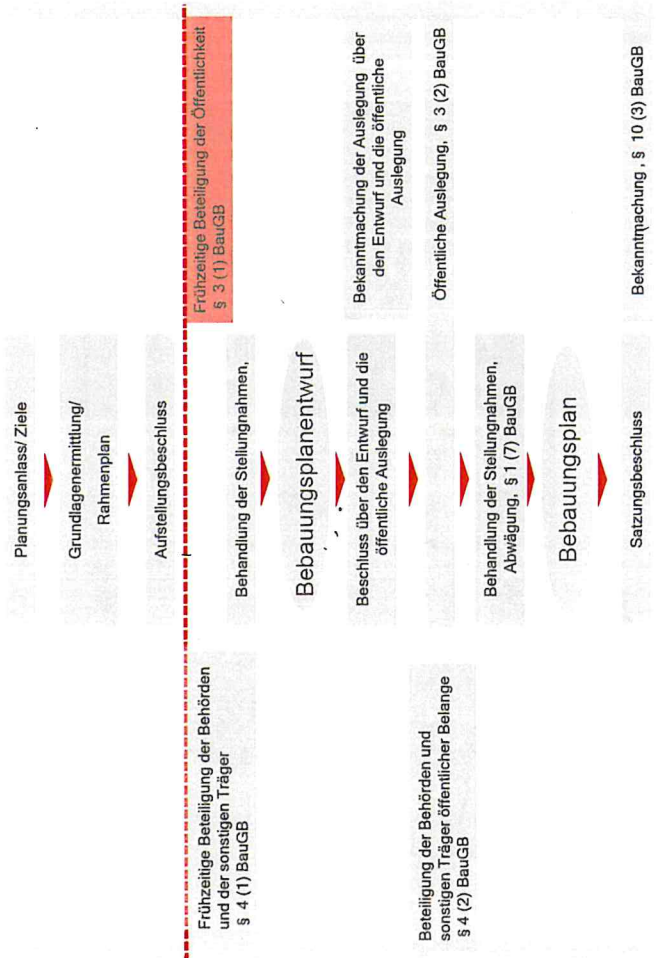 Planungsanlass/ Ziele
Grundlagenermittlung/
Rahmenplan
Aufstellungsbeschluss
Frühzeitige Beteiligung der Behörden
und der sonstigen Träger
§ 4 (1) BauGB
Frühzeitige Beteiligung der Öffentlichkeit
§ 3 (1) BauGB
Behandlung der Stellungnahmen,
Bebauungsplanentwurf
Beschluss über den Entwurf und die
öffentliche Auslegung
Bekanntmachung der Auslegung über
den Entwurf und die öffentliche
Auslegung
Beteiligung der Behörden und
sonstigen Träger öffentlicher Belange
§ 4 (2) BauGB
Öffentliche Auslegung, § 3 (2) BauGB
Behandlung der Stellungnahmen,
Abwägung, § 1 (7) BauGB
Bebauungsplan
Satzungsbeschluss
Bekanntmachung, § 10 (3) BauGB